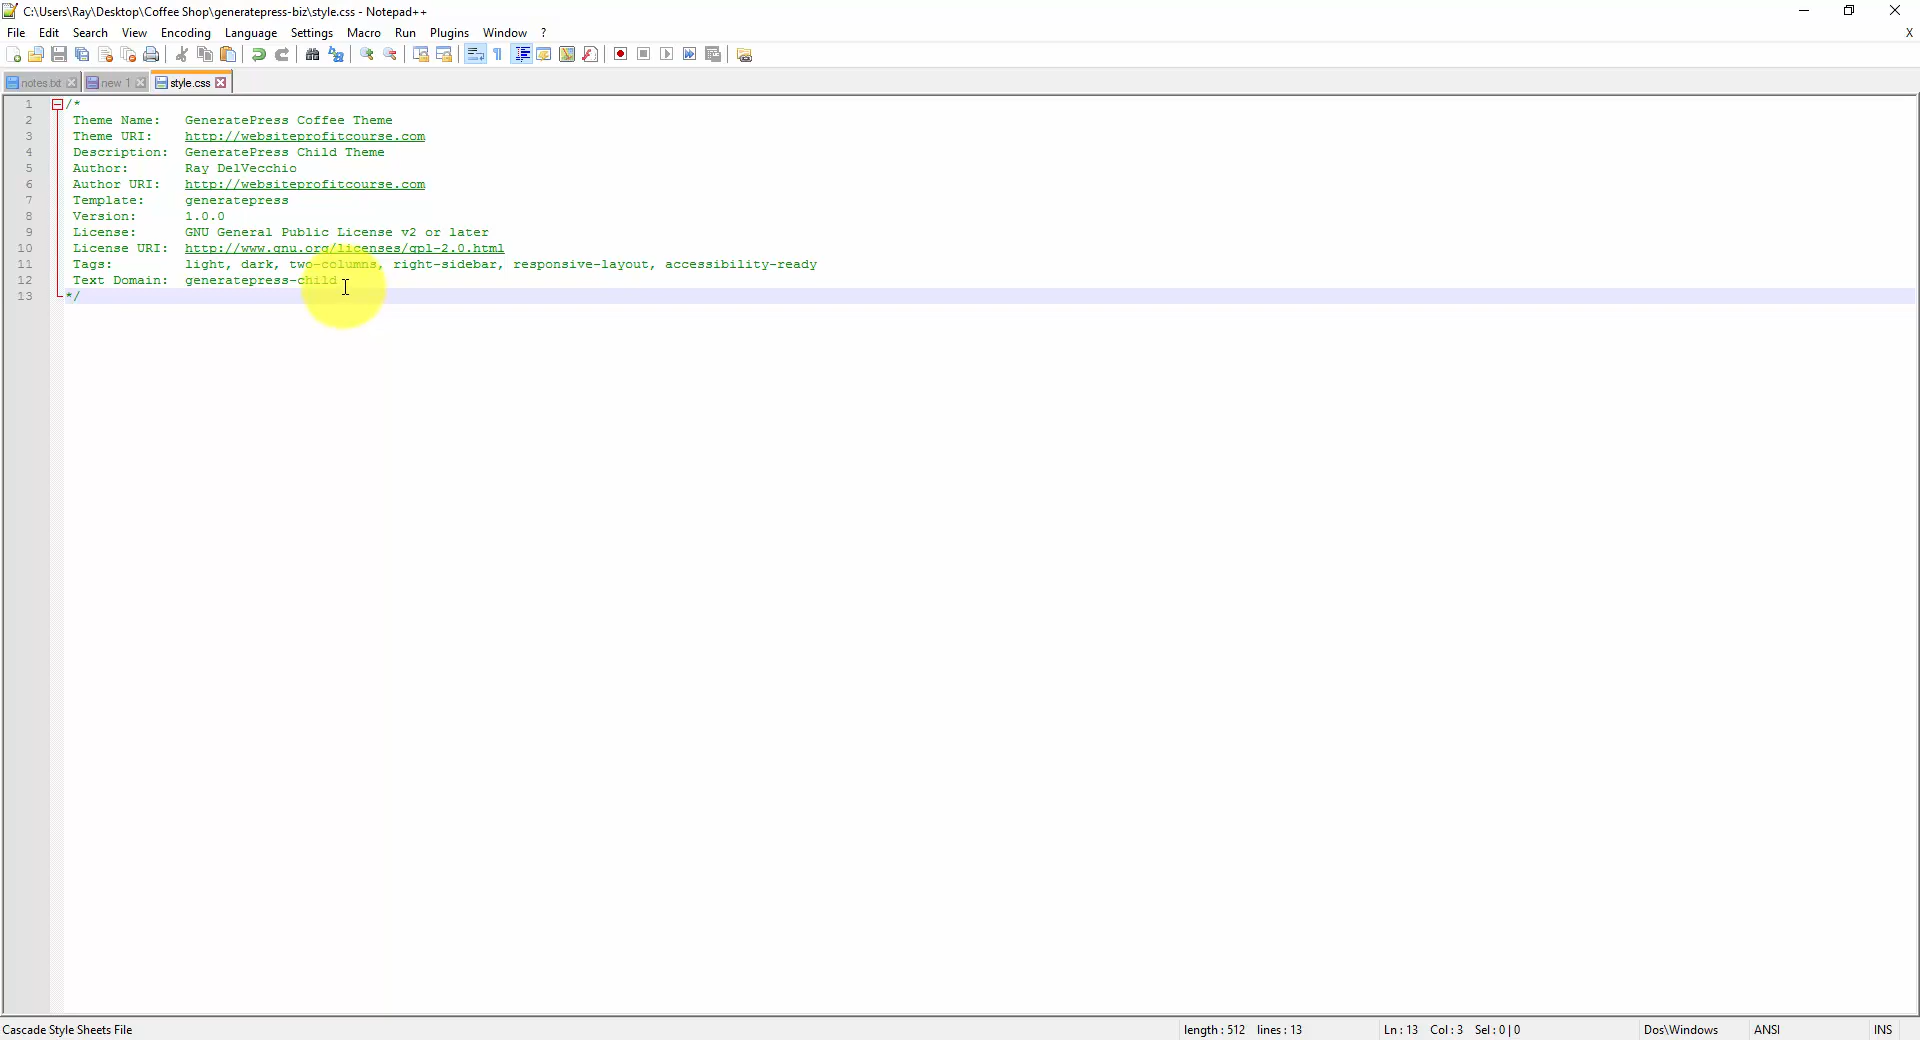 C:\Users\Ray\Desktop\Coffee Shop\generatepress-biz\style.css - Notepad++
File Edit Search View Encoding Language Settings Macro Run Plugins Window ? X
notes.txt new 1 style.css
1 /*
2 Theme Name: GeneratePress Coffee Theme
3 Theme URI: http://websiteprofitcourse.com
4 Description: GeneratePress Child Theme
5 Author: Ray DelVecchio
6 Author URI: http://websiteprofitcourse.com
7 Template: generatepress
8 Version: 1.0.0
9 License: GNU General Public License v2 or later
10 License URI: http://www.gnu.org/licenses/gpl-2.0.html
11 Tags: light, dark, two-columns, right-sidebar, responsive-layout, accessibility-ready
12 Text Domain: generatepress-child
13 */
Cascade Style Sheets File length : 512 lines : 13 Ln : 13 Col : 3 Sel : 0 | 0 Dos\Windows ANSI INS